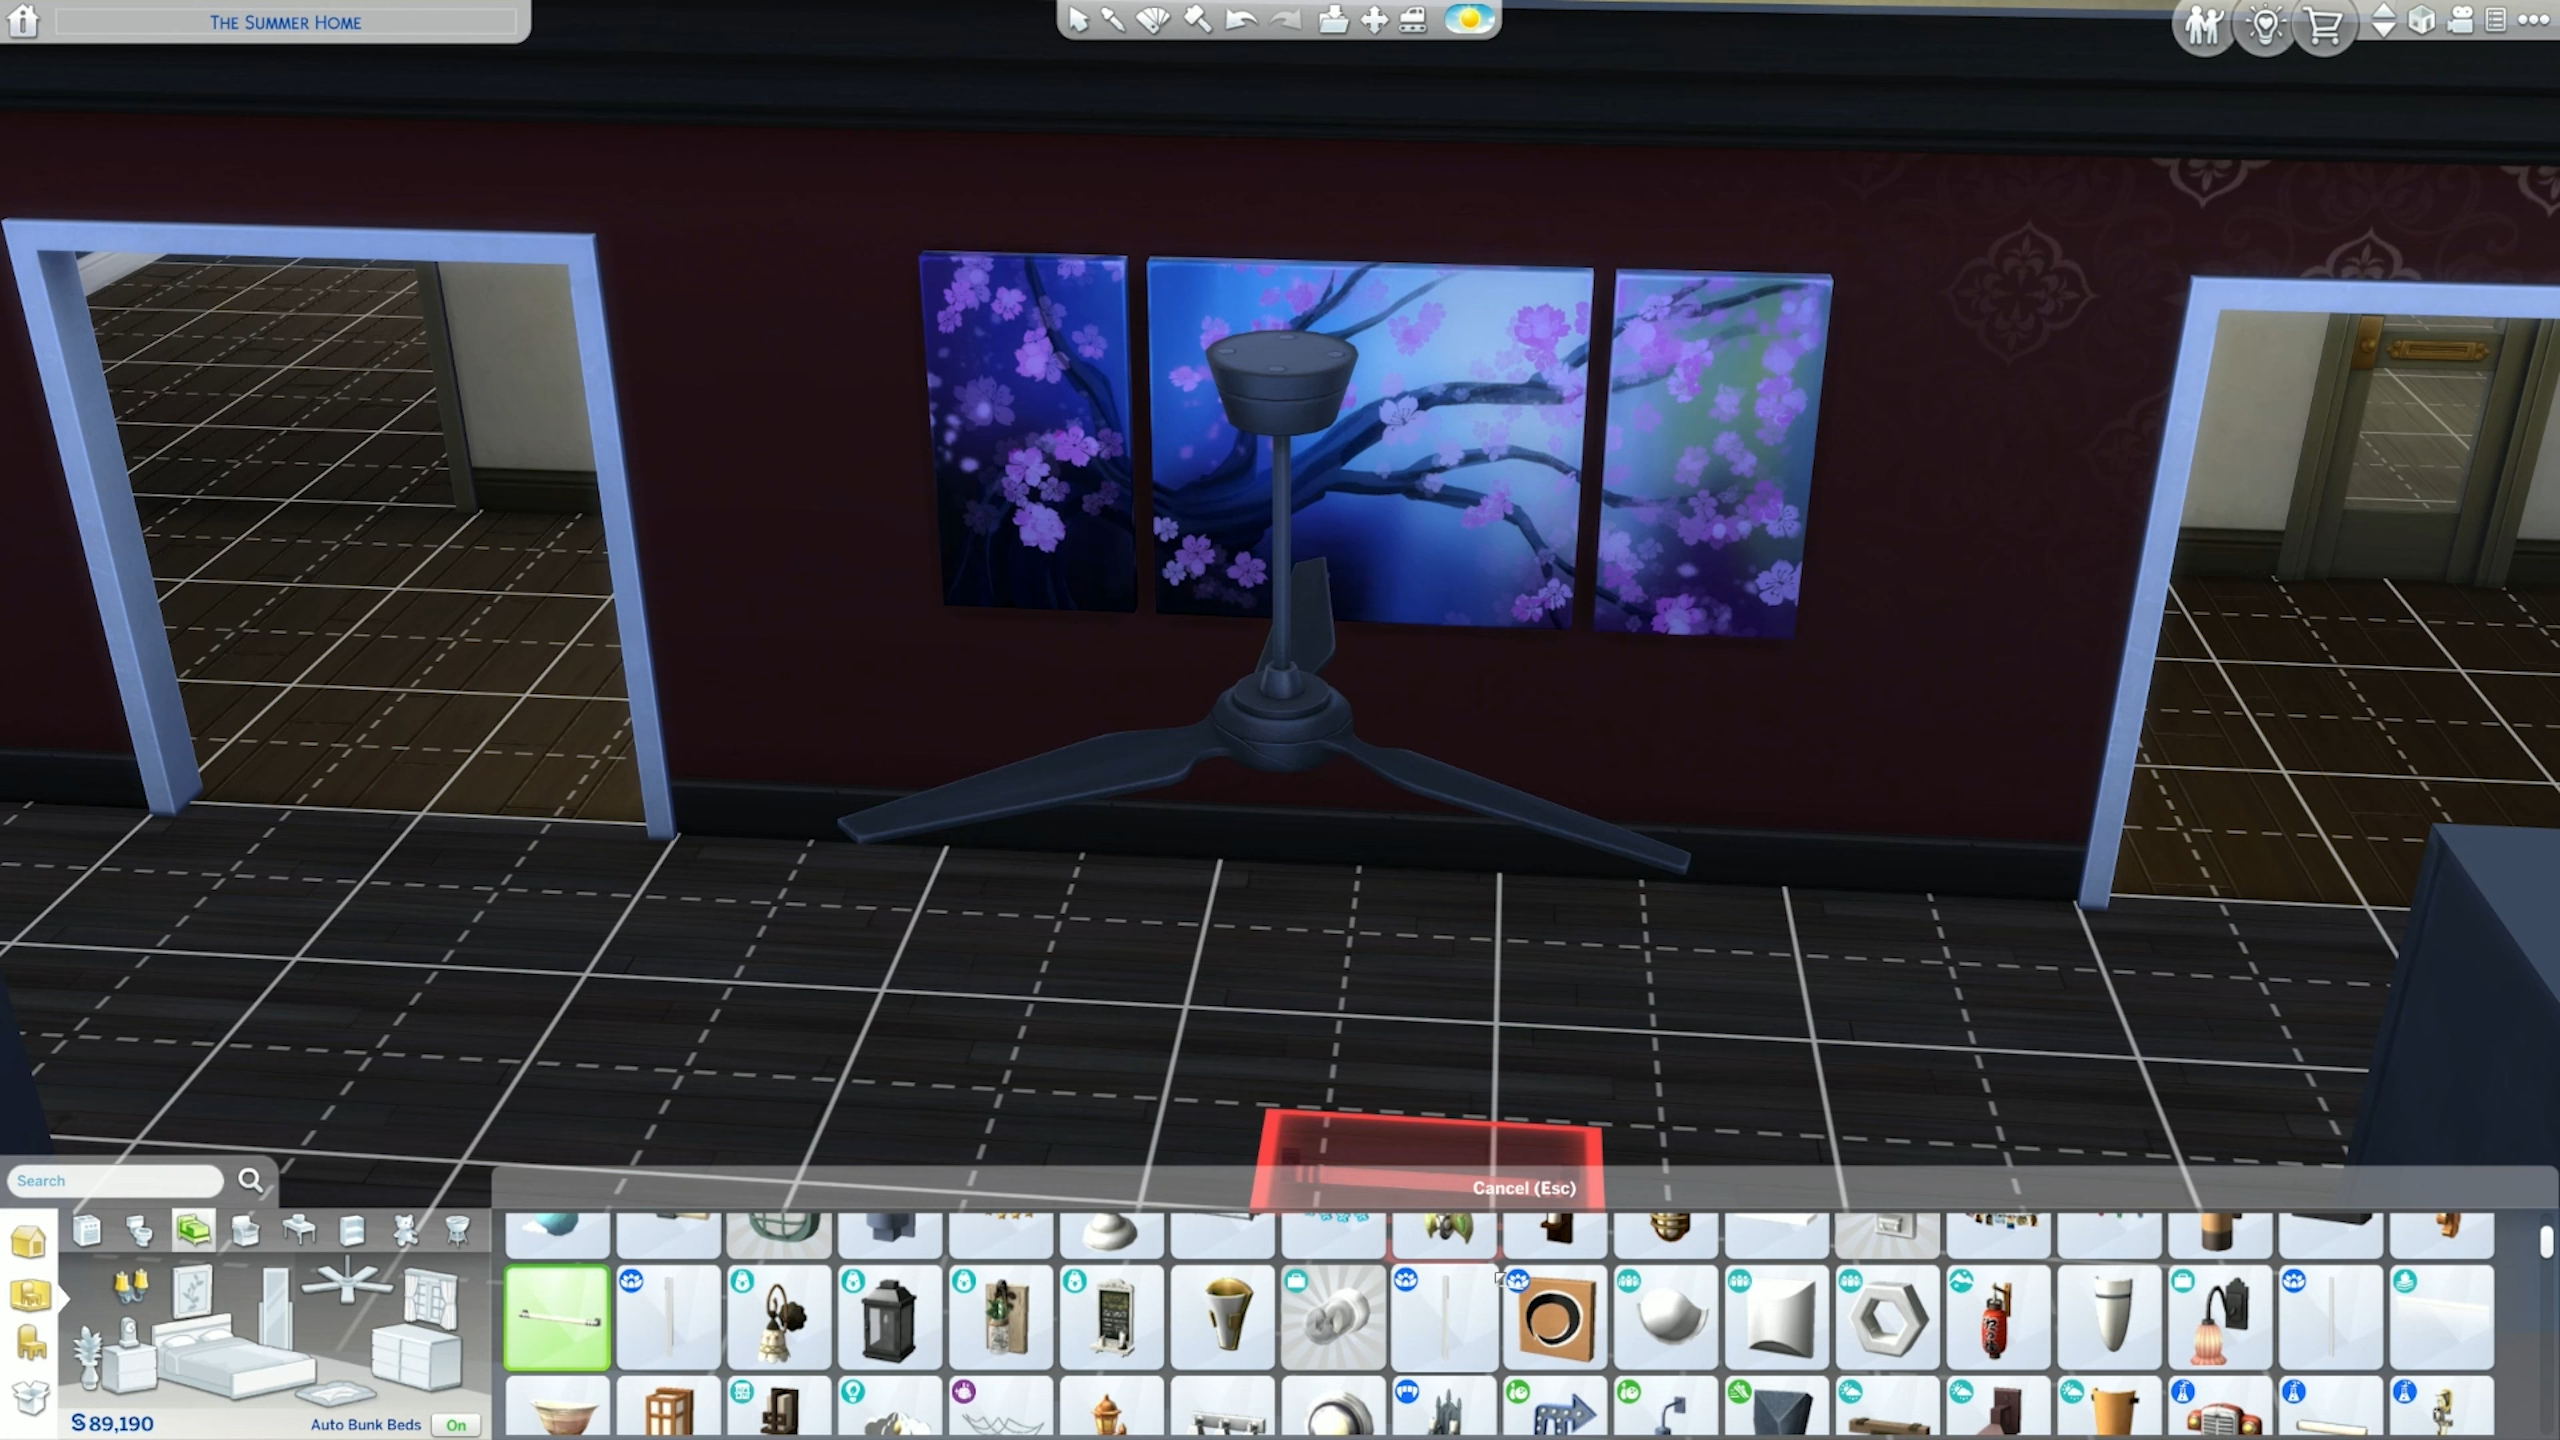 THE SUMMER HOME
Search
Cancel (Esc)
§89,190
Auto Bunk Beds
On